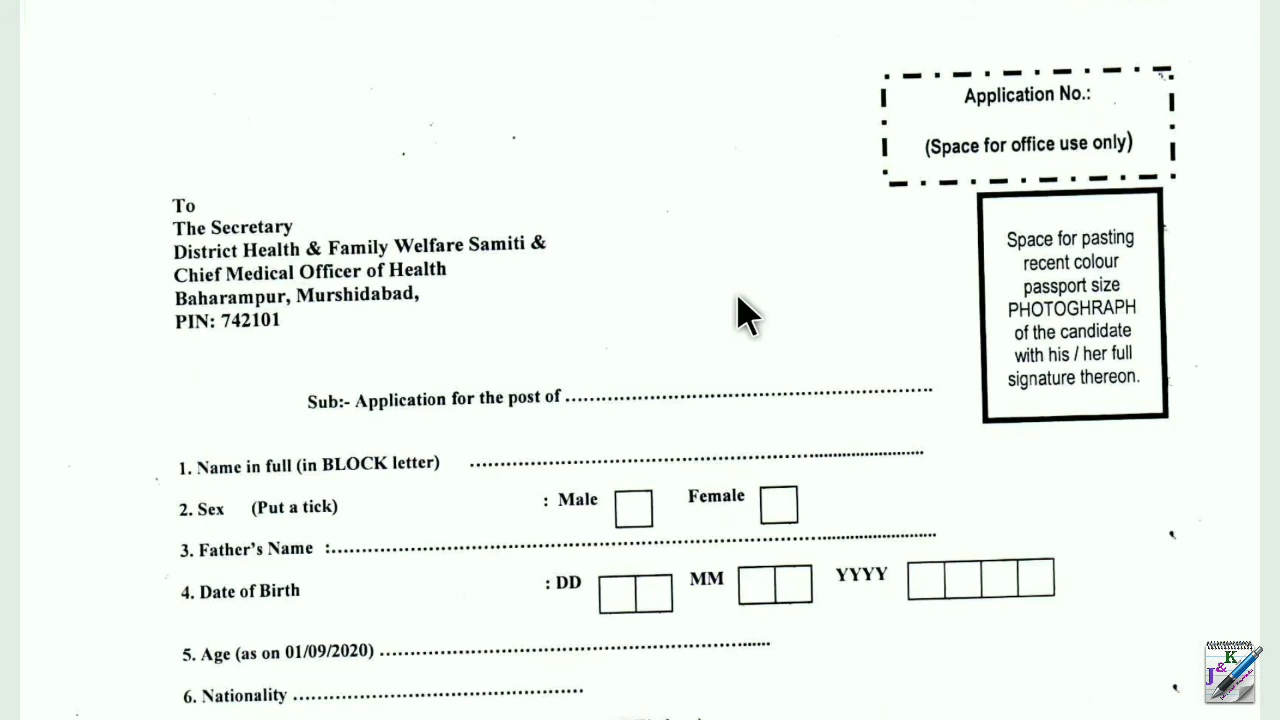 Application No.:
(Space for office use only)
To
The Secretary
District Health & Family Welfare Samiti &
Chief Medical Officer of Health
Baharampur, Murshidabad,
PIN: 742101
Space for pasting
recent colour
passport size
PHOTOGHRAPH
of the candidate
with his / her full
signature thereon.
Sub:- Application for the post of ................................................
1. Name in full (in BLOCK letter) ................................................
2. Sex (Put a tick) : Male Female
3. Father's Name :................................................
4. Date of Birth : DD MM YYYY
5. Age (as on 01/09/2020) ................................................
6. Nationality ................................................
J & K